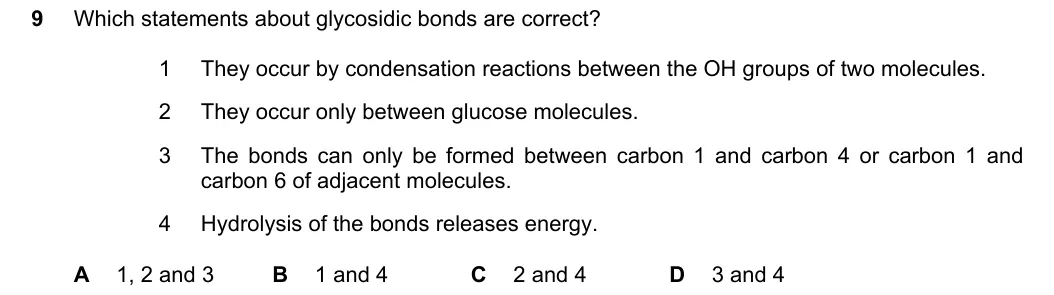 9 Which statements about glycosidic bonds are correct?
1 They occur by condensation reactions between the OH groups of two molecules.
2 They occur only between glucose molecules.
3 The bonds can only be formed between carbon 1 and carbon 4 or carbon 1 and
carbon 6 of adjacent molecules.
4 Hydrolysis of the bonds releases energy.
A 1, 2 and 3 B 1 and 4 C 2 and 4 D 3 and 4